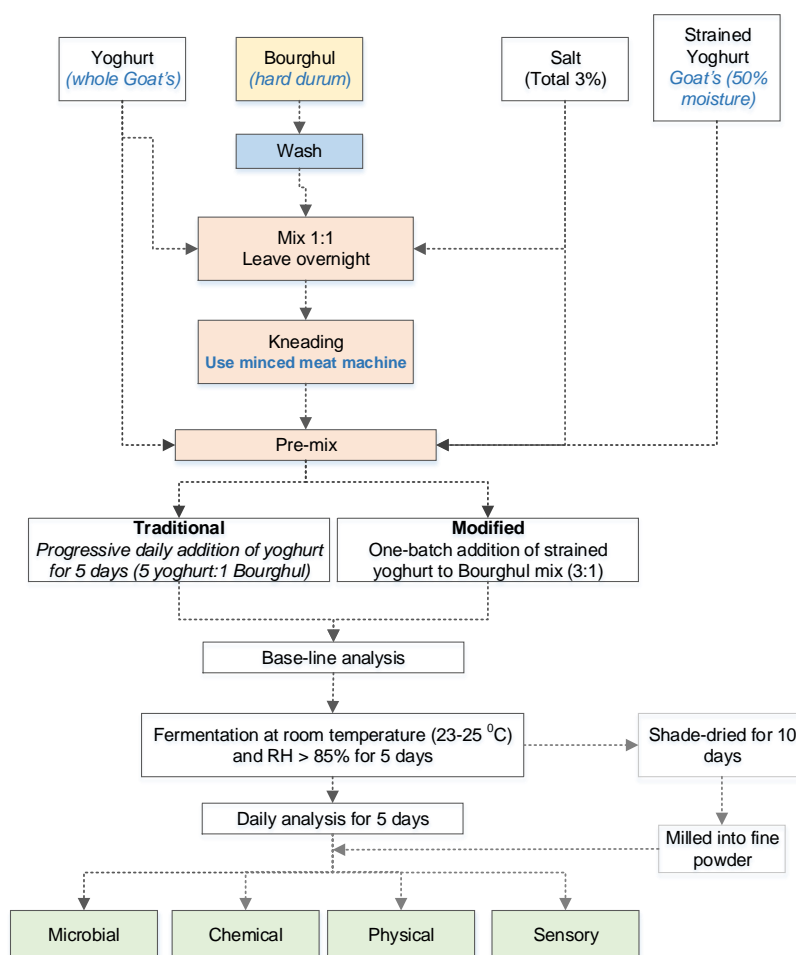 Yoghurt
(whole Goat's)
Bourghul
(hard durum)
Salt
(Total 3%)
Strained
Yoghurt
Goat's (50%
moisture)
Wash
Mix 1:1
Leave overnight
Kneading
Use minced meat machine
Pre-mix
Traditional
Progressive daily addition of yoghurt
for 5 days (5 yoghurt:1 Bourghul)
Modified
One-batch addition of strained
yoghurt to Bourghul mix (3:1)
Base-line analysis
Fermentation at room temperature (23-25 ⁰C)
and RH > 85% for 5 days
Shade-dried for 10
days
Daily analysis for 5 days
Milled into fine
powder
Microbial
Chemical
Physical
Sensory